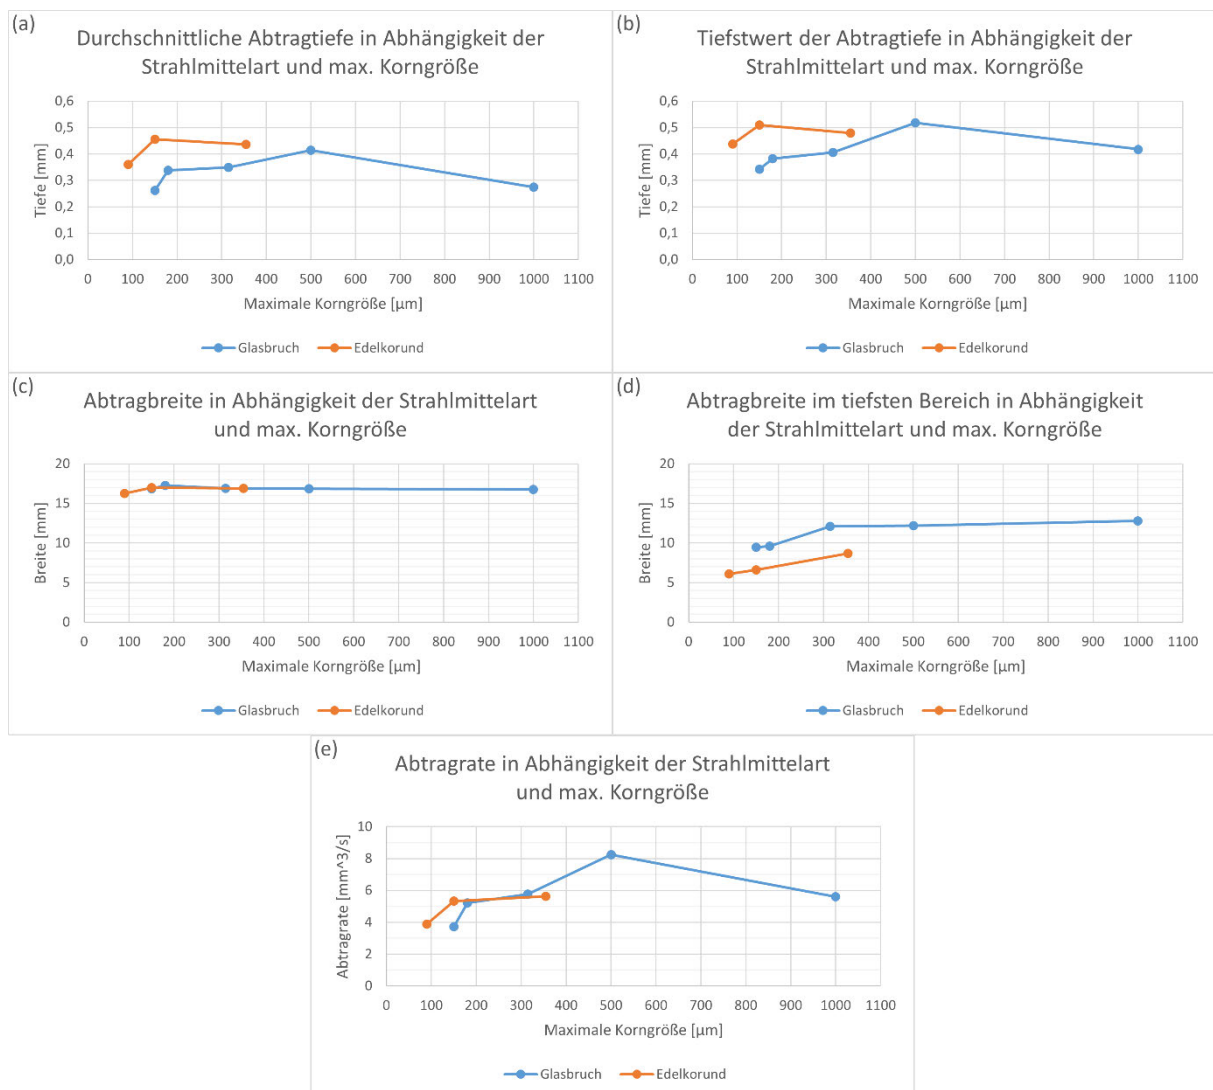 (a)
Durchschnittliche Abtragtiefe in Abhängigkeit der
Strahlmittelart und max. Korngröße
Tiefe [mm]
0,6
0,5
0,4
0,3
0,2
0,1
0,0
0 100 200 300 400 500 600 700 800 900 1000 1100
Maximale Korngröße [µm]
Glasbruch Edelkorund
(b)
Tiefstwert der Abtragtiefe in Abhängigkeit der
Strahlmittelart und max. Korngröße
Tiefe [mm]
0,6
0,5
0,4
0,3
0,2
0,1
0,0
0 100 200 300 400 500 600 700 800 900 1000 1100
Maximale Korngröße [µm]
Glasbruch Edelkorund
(c)
Abtragbreite in Abhängigkeit der Strahlmittelart
und max. Korngröße
Breite [mm]
20
15
10
5
0
0 100 200 300 400 500 600 700 800 900 1000 1100
Maximale Korngröße [µm]
Glasbruch Edelkorund
(d)
Abtragbreite im tiefsten Bereich in Abhängigkeit
der Strahlmittelart und max. Korngröße
Breite [mm]
20
15
10
5
0
0 100 200 300 400 500 600 700 800 900 1000 1100
Maximale Korngröße [µm]
Glasbruch Edelkorund
(e)
Abtragrate in Abhängigkeit der Strahlmittelart
und max. Korngröße
Abtragrate [mm^3/s]
10
8
6
4
2
0
0 100 200 300 400 500 600 700 800 900 1000 1100
Maximale Korngröße [µm]
Glasbruch Edelkorund